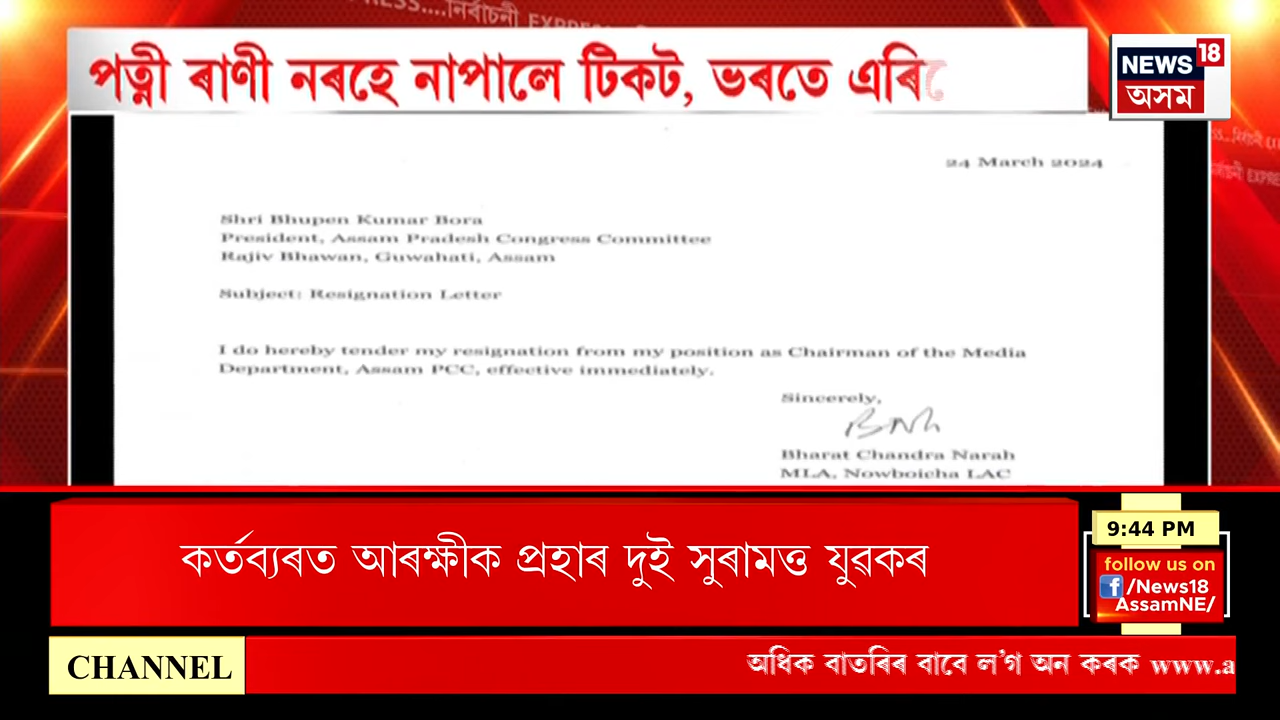 পত্নী ৰাণী নৰহে নাপালে টিকট, ভৰতে
NEWS 18
অসম
24 March 2024
Shri Bhupen Kumar Bora
President, Assam Pradesh Congress Committee
Rajiv Bhawan, Guwahati, Assam
Subject: Resignation Letter
I do hereby tender my resignation from my position as Chairman of the Media
Department, Assam PCC, effective immediately.
Sincerely,
Bharat Chandra Narah
MLA, Nowboicha LAC
কৰ্তব্যৰত আৰক্ষীক প্ৰহাৰ দুই সুৰামত্ত যুৱকৰ
9:44 PM
follow us on
/News18
AssamNE/
CHANNEL
অধিক বাতৰিৰ বাবে ল'গ অন কৰক www.a